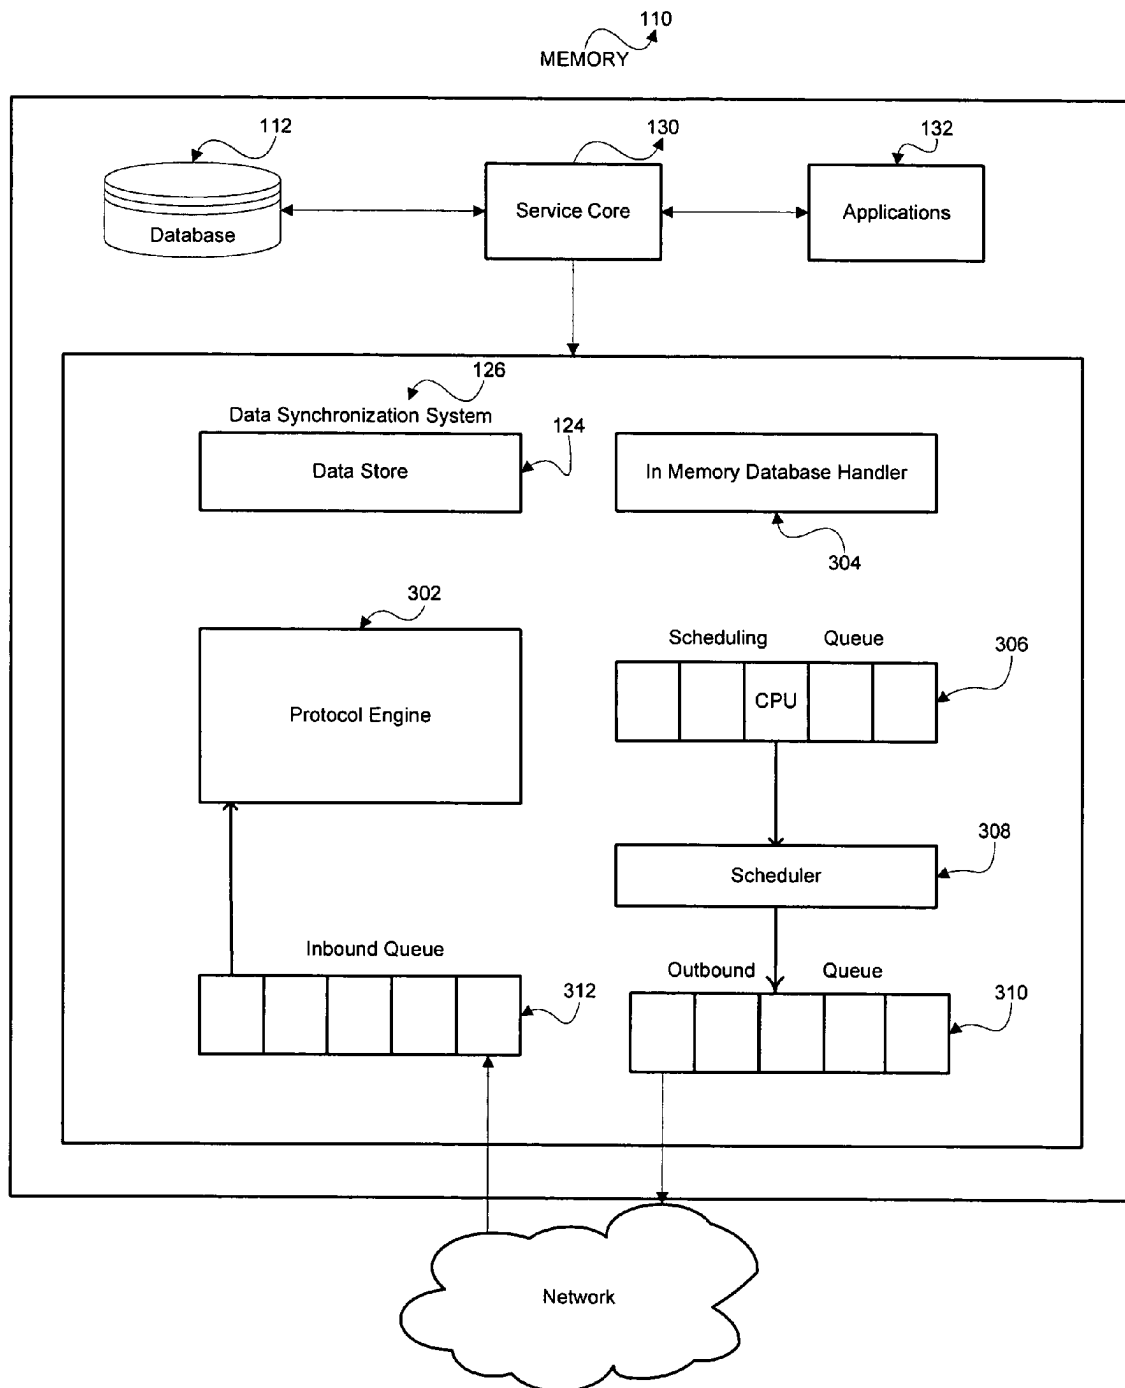 110
MEMORY
112
130
132
Database
Service Core
Applications
126
Data Synchronization System
124
Data Store
In Memory Database Handler
304
302
Protocol Engine
Scheduling Queue
306
CPU
308
Scheduler
Inbound Queue
312
Outbound Queue
310
Network